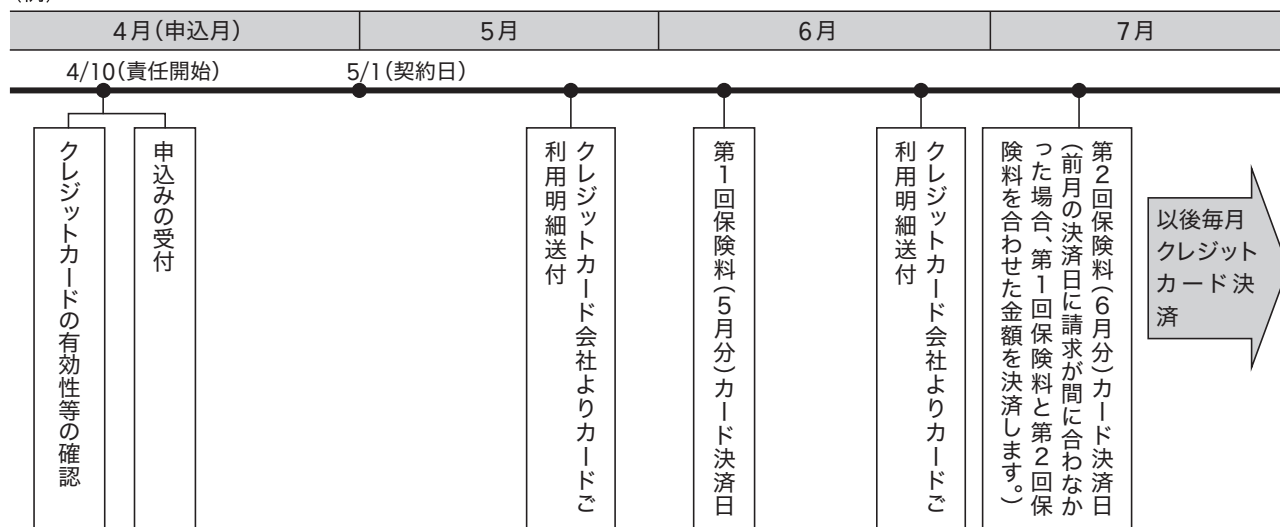 4月(申込月)
5月
6月
7月
4/10(責任開始)
5/1(契約日)
クレジットカードの有効性等の確認
申込みの受付
クレジットカード会社よりカードご
利用明細送付
第1回保険料(5月分)カード決済日
クレジットカード会社よりカードご
利用明細送付
第2回保険料(6月分)カード決済日
(前月の決済日に請求が間に合わなか
った場合、第1回保険料と第2回保
険料を合わせた金額を決済します。)
以後毎月
クレジット
カード決
済